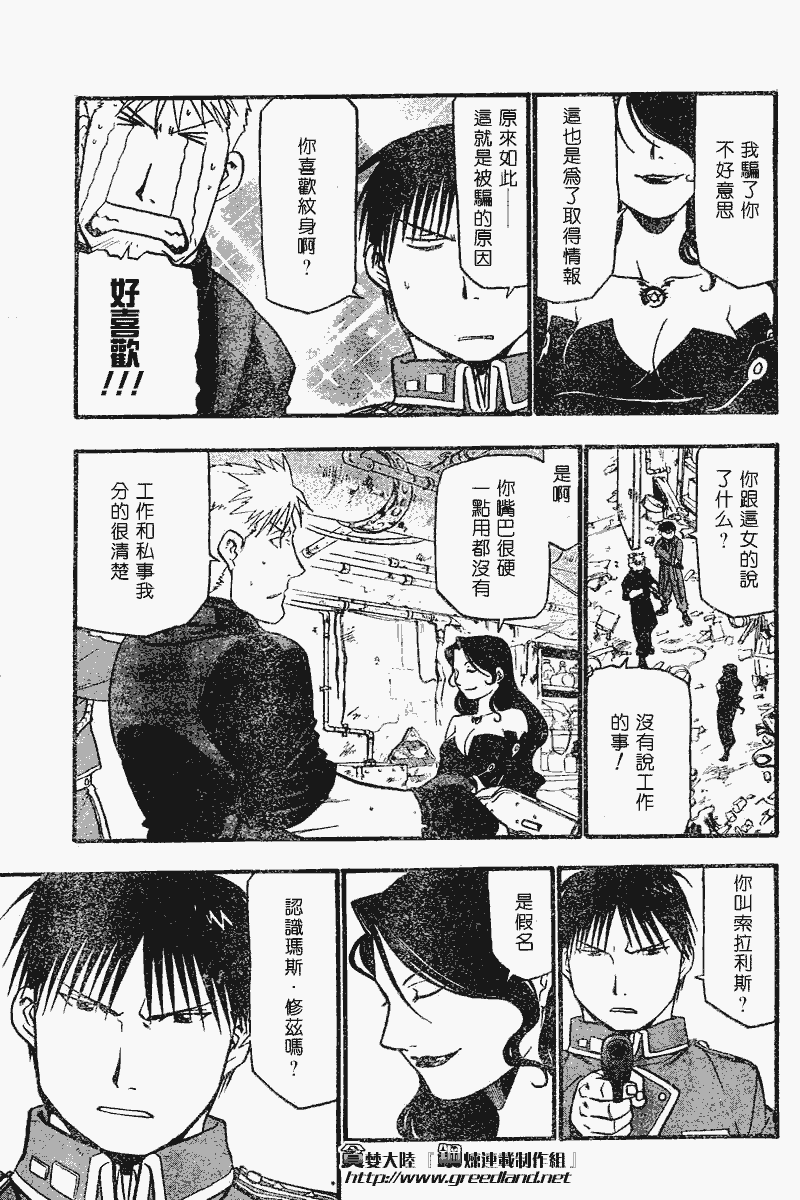 我騙了你
不好意思
這也是為了取得情報
原來如此——
這就是被騙的原因
你喜歡紋身啊?
好喜歡!!!
你跟這女的說
了什么?
沒有說工作
的事!
是啊
你嘴巴很硬
一點用都沒有
工作和私事我
分的很清楚
你叫索拉利斯?
是假名
認識瑪斯·修茲嗎?
貪婪大陸『鋼煉連載制作組』
http://www.greedland.net